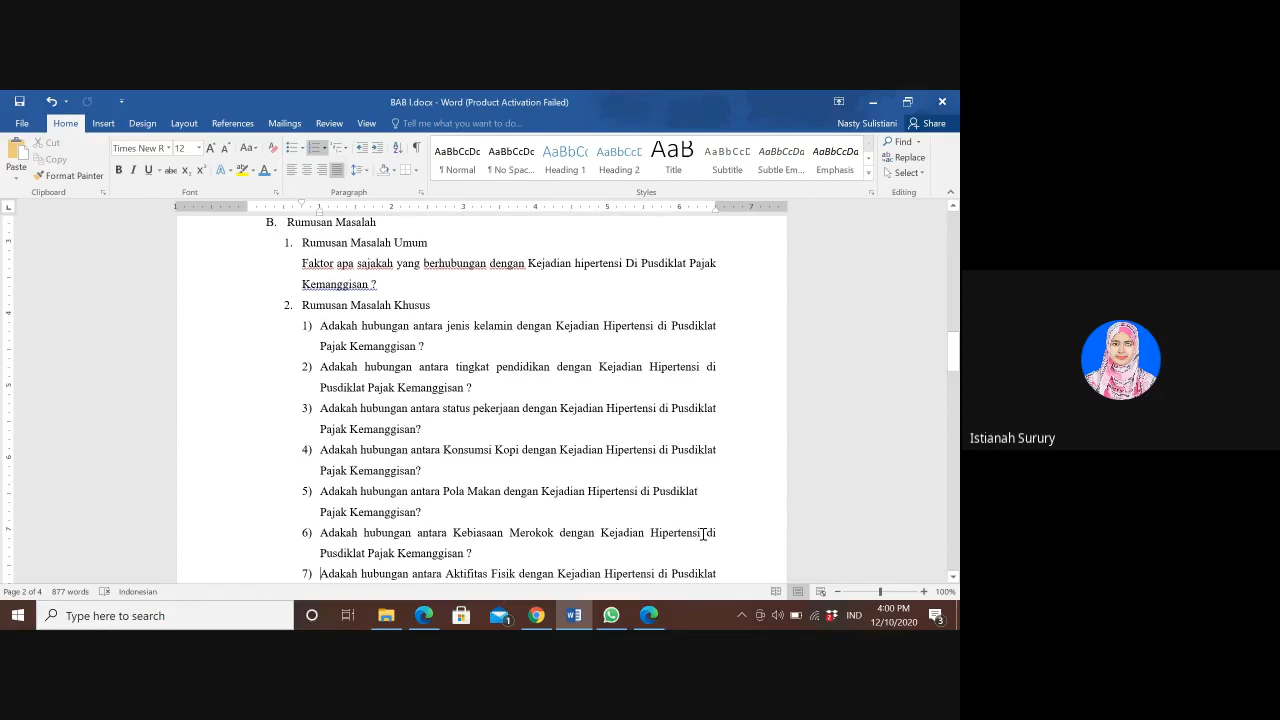 BAB I.docx - Word (Product Activation Failed)
File Home Insert Design Layout References Mailings Review View Tell me what you want to do... Nasty Sulistiani Share
Cut
Copy
Format Painter
Paste
Clipboard
Times New R 12
Font
Paragraph
AaBbCcDc AaBbCcDc AaBbCc AaBbCcD AaB AaBbCcD AaBbCcDa AaBbCcDa
¶ Normal ¶ No Spac... Heading 1 Heading 2 Title Subtitle Subtle Em... Emphasis
Styles
Find
Replace
Select
Editing
B. Rumusan Masalah
1. Rumusan Masalah Umum
Faktor apa sajakah yang berhubungan dengan Kejadian hipertensi Di Pusdiklat Pajak
Kemanggisan ?
2. Rumusan Masalah Khusus
1) Adakah hubungan antara jenis kelamin dengan Kejadian Hipertensi di Pusdiklat
Pajak Kemanggisan ?
2) Adakah hubungan antara tingkat pendidikan dengan Kejadian Hipertensi di
Pusdiklat Pajak Kemanggisan ?
3) Adakah hubungan antara status pekerjaan dengan Kejadian Hipertensi di Pusdiklat
Pajak Kemanggisan?
4) Adakah hubungan antara Konsumsi Kopi dengan Kejadian Hipertensi di Pusdiklat
Pajak Kemanggisan?
5) Adakah hubungan antara Pola Makan dengan Kejadian Hipertensi di Pusdiklat
Pajak Kemanggisan?
6) Adakah hubungan antara Kebiasaan Merokok dengan Kejadian Hipertensi di
Pusdiklat Pajak Kemanggisan ?
7) Adakah hubungan antara Aktifitas Fisik dengan Kejadian Hipertensi di Pusdiklat
Istianah Surury
Page 2 of 4 877 words Indonesian 100%
Type here to search
IND
4:00 PM
12/10/2020